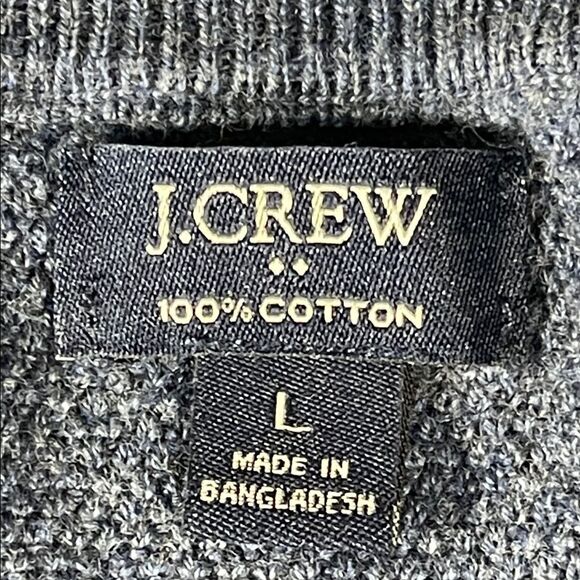 J.CREW
100% COTTON
L
MADE IN
BANGLADESH